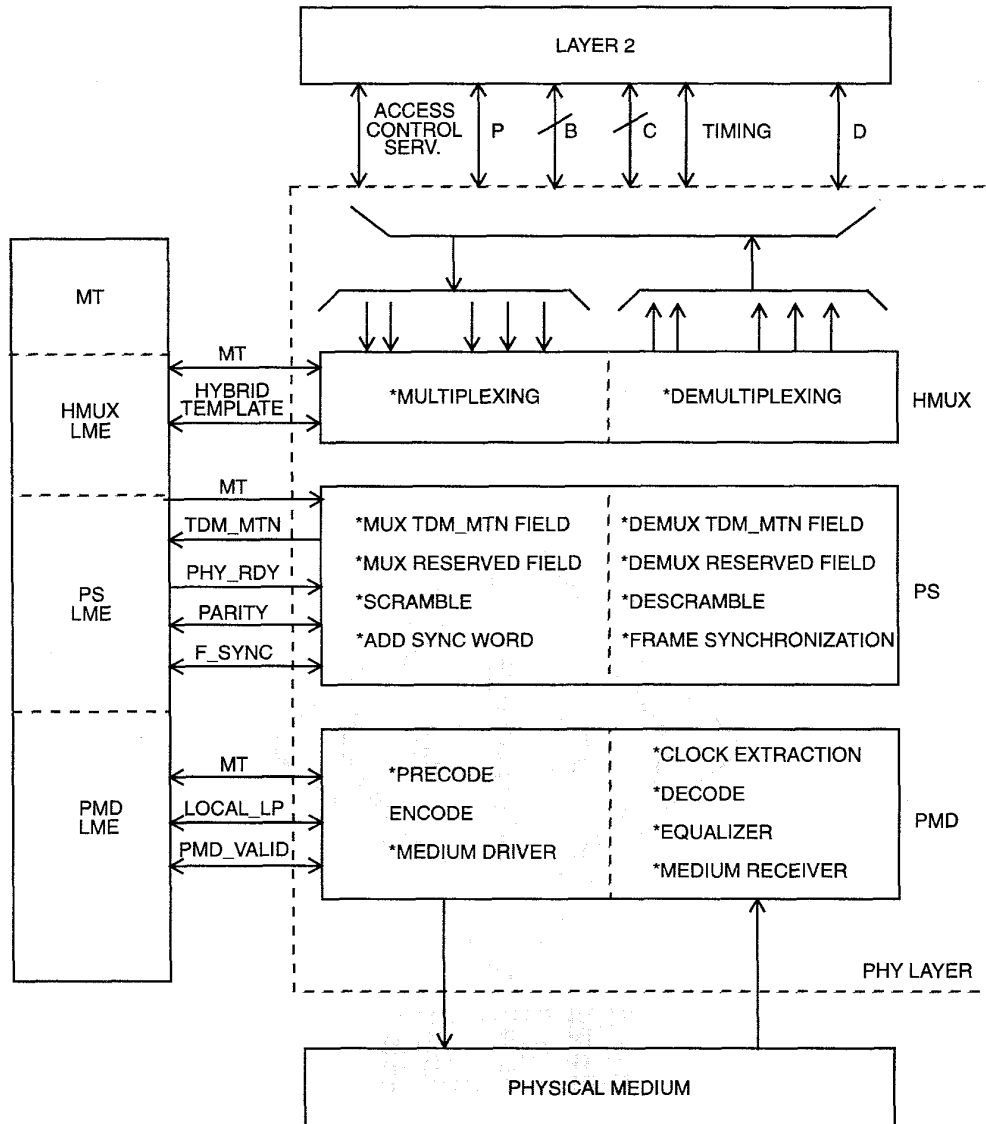 LAYER 2
ACCESS
CONTROL
SERV.
P
B
C
TIMING
D
MT
HMUX
LME
PS
LME
PMD
LME
MT
HYBRID
TEMPLATE
*MULTIPLEXING
*DEMULTIPLEXING
HMUX
MT
TDM_MTN
PHY_RDY
PARITY
F_SYNC
*MUX TDM_MTN FIELD
*MUX RESERVED FIELD
*SCRAMBLE
*ADD SYNC WORD
*DEMUX TDM_MTN FIELD
*DEMUX RESERVED FIELD
*DESCRAMBLE
*FRAME SYNCHRONIZATION
PS
MT
LOCAL_LP
PMD_VALID
*PRECODE
ENCODE
*MEDIUM DRIVER
*CLOCK EXTRACTION
*DECODE
*EQUALIZER
*MEDIUM RECEIVER
PMD
PHY LAYER
PHYSICAL MEDIUM